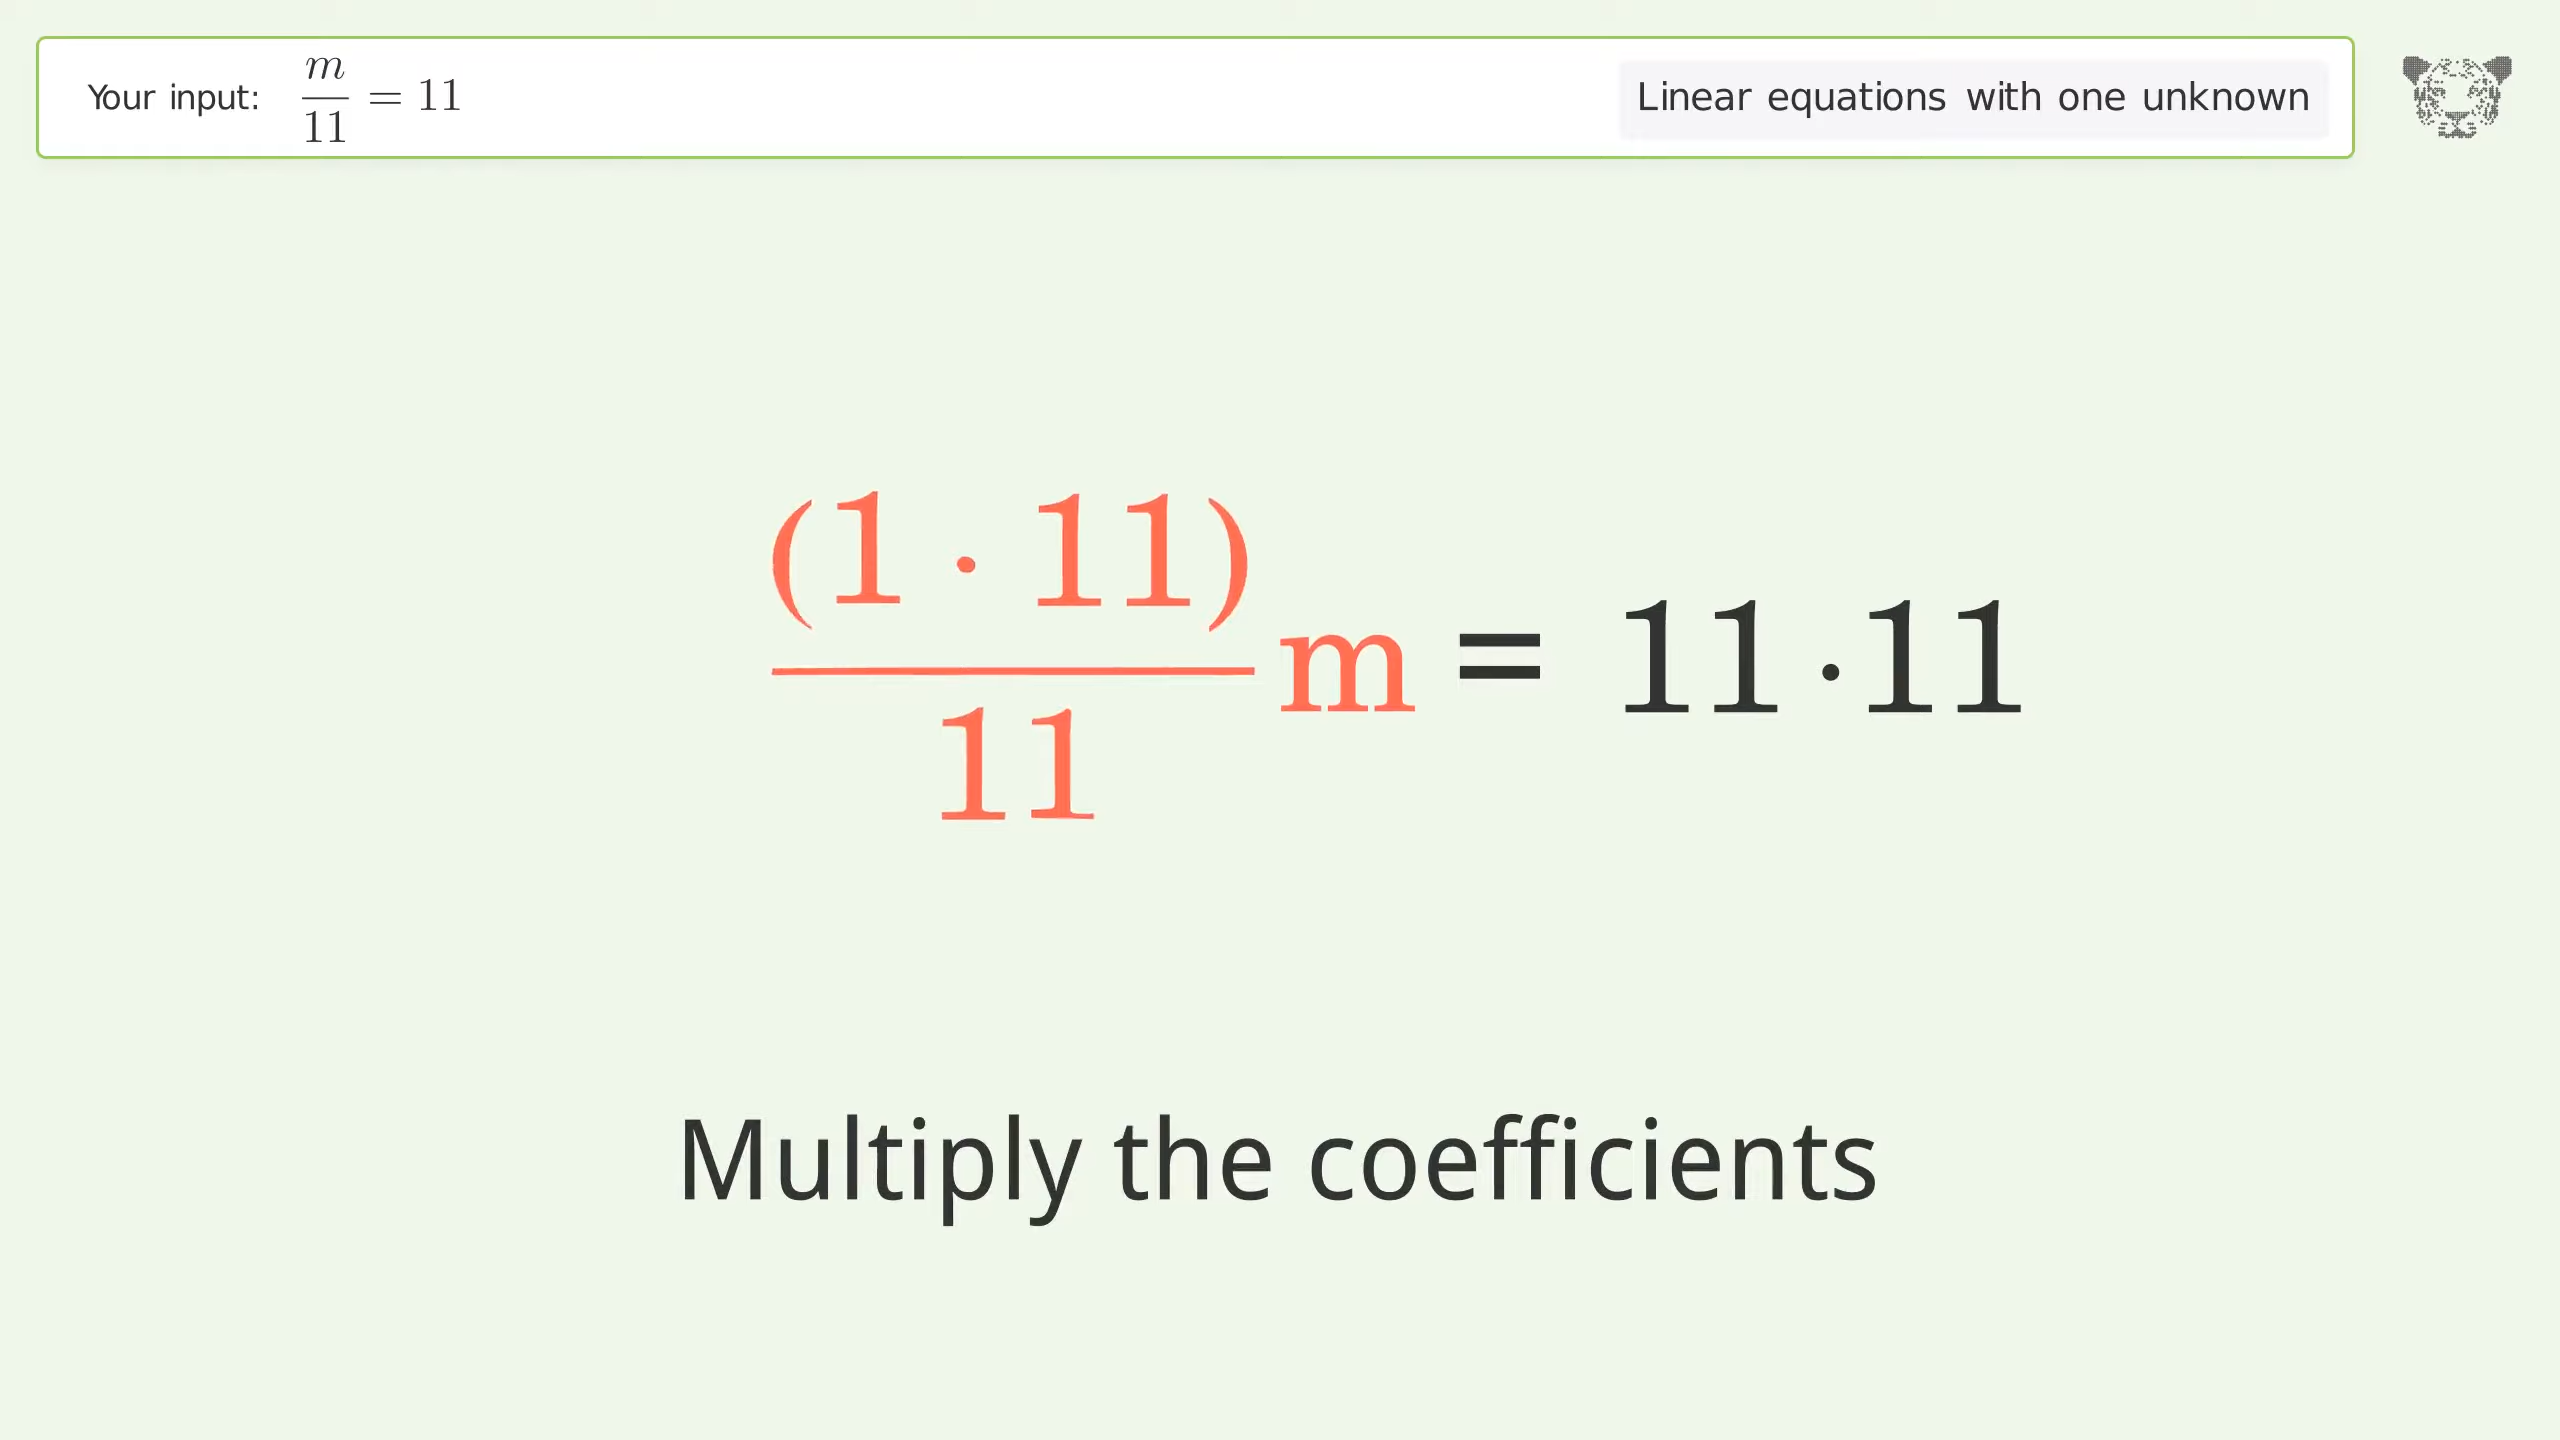 Your input: m/11 = 11
Linear equations with one unknown
(1 · 11)/11 m = 11 · 11
Multiply the coefficients